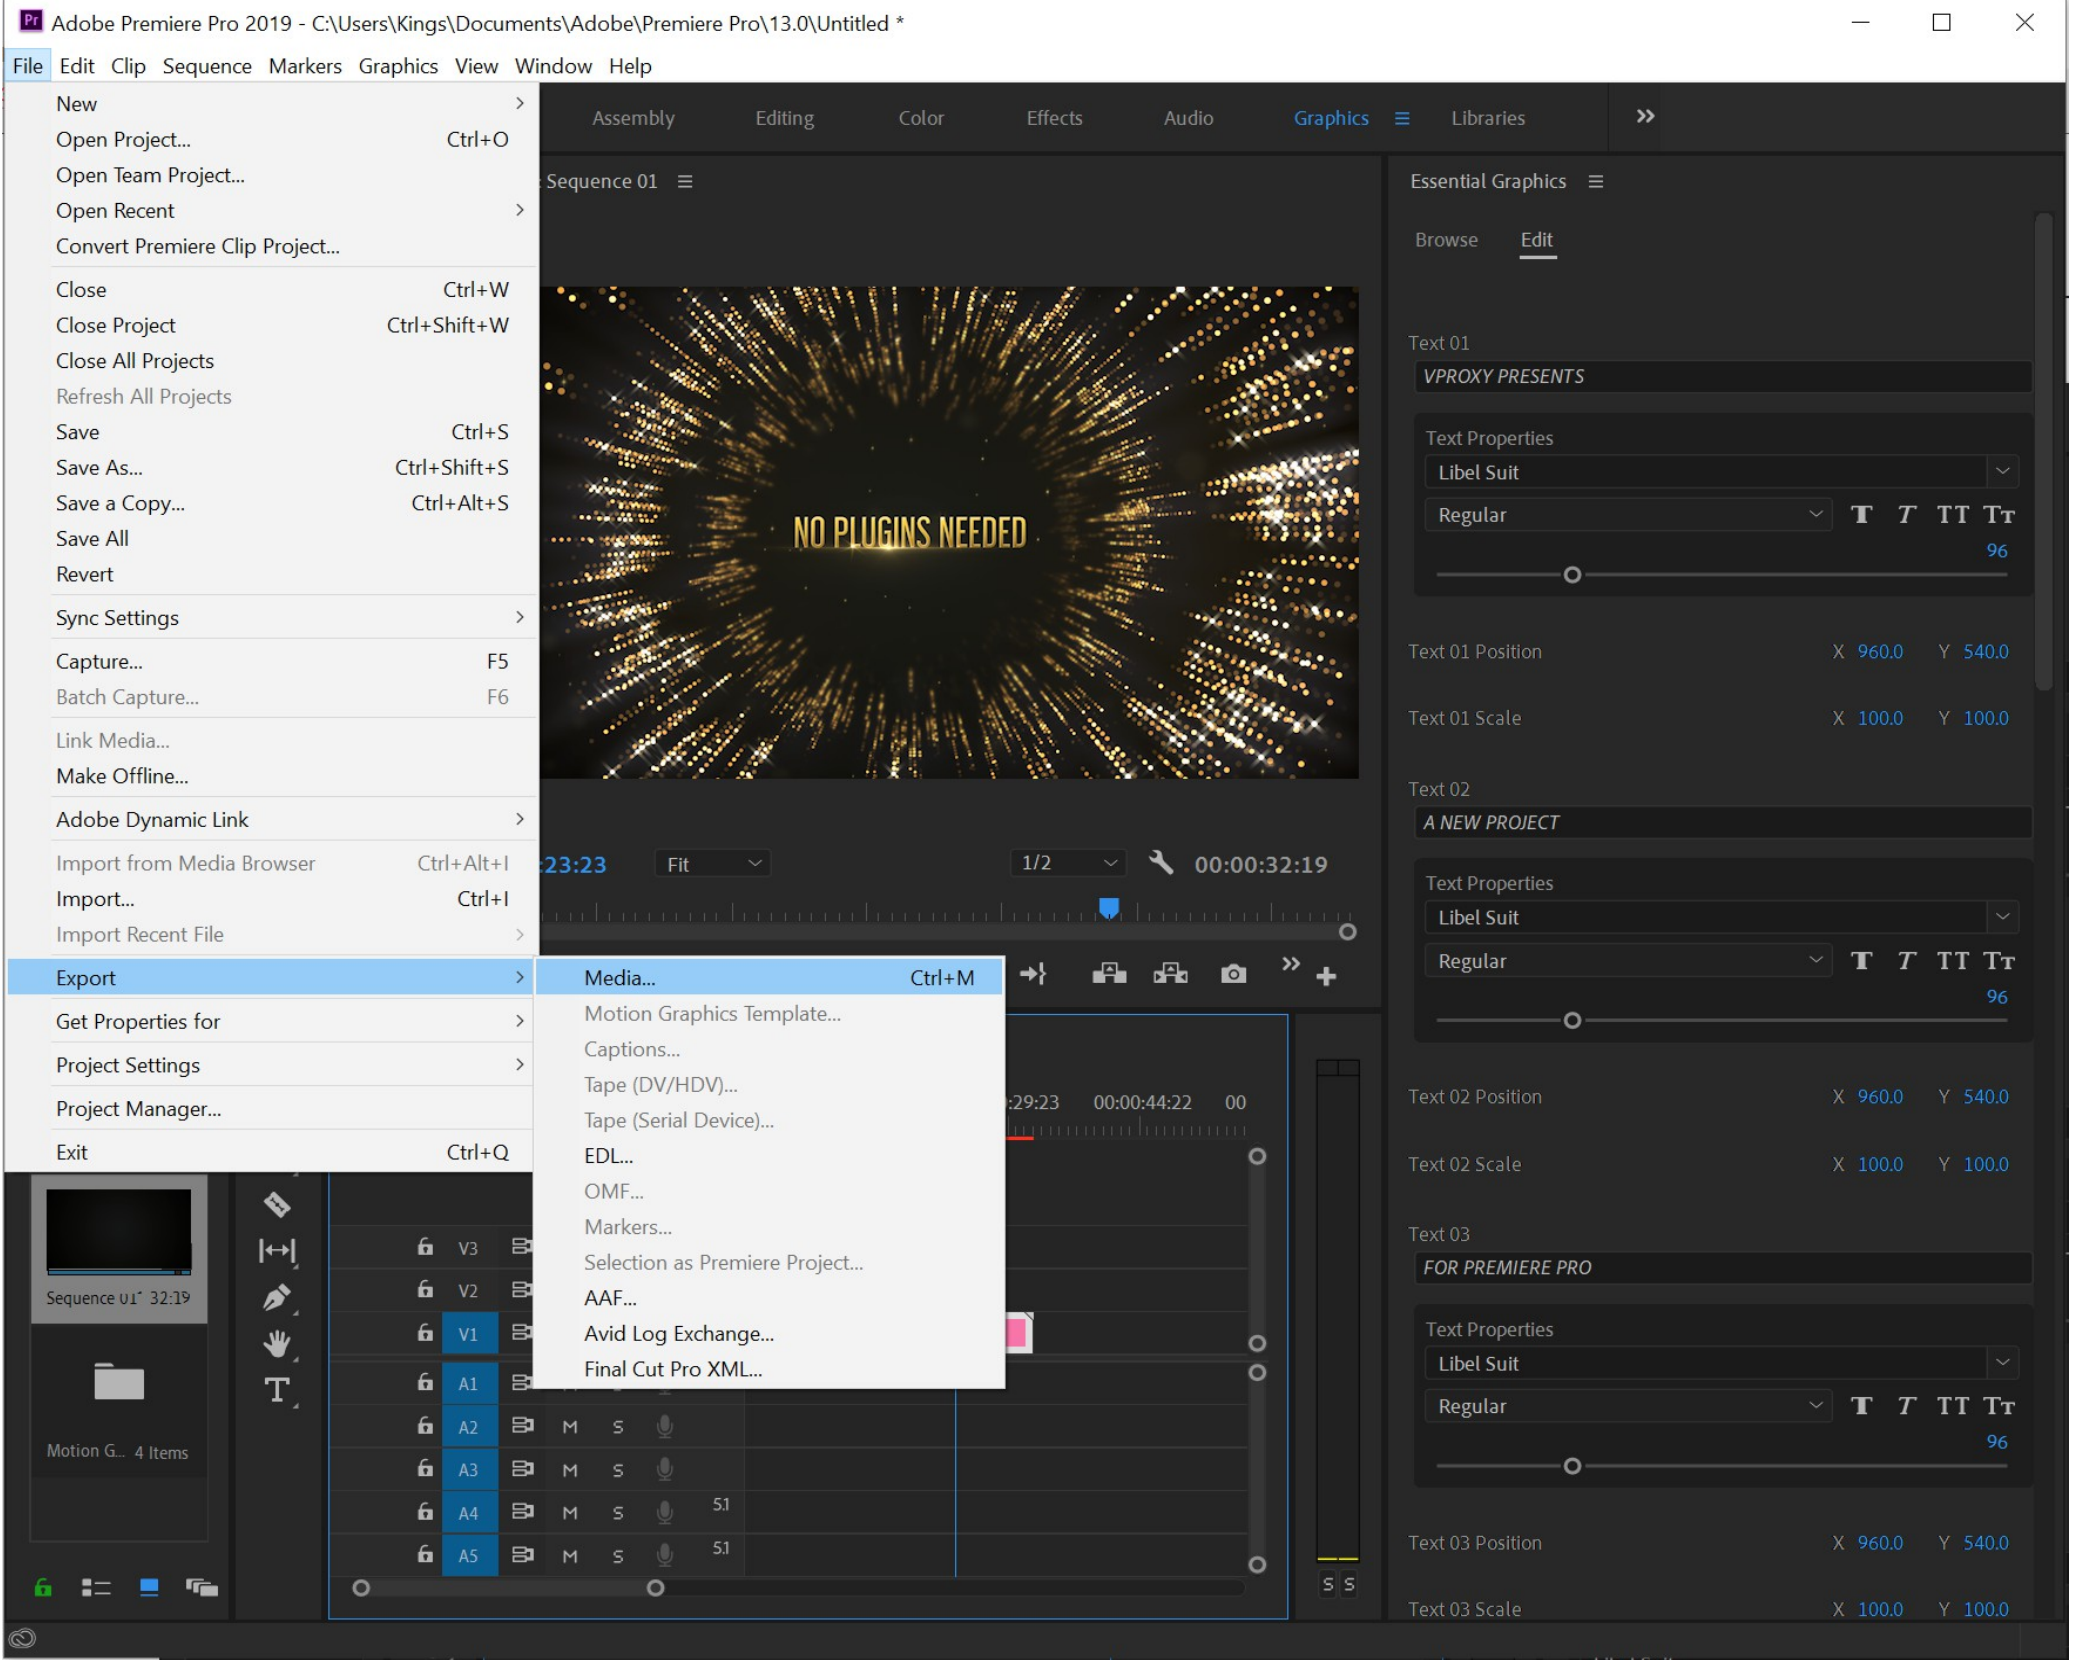 Pr Adobe Premiere Pro 2019 - C:\Users\Kings\Documents\Adobe\Premiere Pro\13.0\Untitled *
File Edit Clip Sequence Markers Graphics View Window Help
New
Open Project... Ctrl+O
Open Team Project...
Open Recent
Convert Premiere Clip Project...
Close Ctrl+W
Close Project Ctrl+Shift+W
Close All Projects
Refresh All Projects
Save Ctrl+S
Save As... Ctrl+Shift+S
Save a Copy... Ctrl+Alt+S
Save All
Revert
Sync Settings
Capture... F5
Batch Capture... F6
Link Media...
Make Offline...
Adobe Dynamic Link
Import from Media Browser Ctrl+Alt+I
Import... Ctrl+I
Import Recent File
Export
Get Properties for
Project Settings
Project Manager...
Exit Ctrl+Q
Media... Ctrl+M
Motion Graphics Template...
Captions...
Tape (DV/HDV)...
Tape (Serial Device)...
EDL...
OMF...
Markers...
Selection as Premiere Project...
AAF...
Avid Log Exchange...
Final Cut Pro XML...
Assembly Editing Color Effects Audio Graphics Libraries
: Sequence 01
NO PLUGINS NEEDED
:23:23 Fit 1/2 00:00:32:19
:29:23 00:00:44:22 00
Sequence 01 32:19
Motion G... 4 Items
V3
V2
V1
A1
A2 M S
A3 M S
A4 M S 5.1
A5 M S 5.1
S S
Essential Graphics
Browse Edit
Text 01
VPROXY PRESENTS
Text Properties
Libel Suit
Regular T T TT TT
96
Text 01 Position X 960.0 Y 540.0
Text 01 Scale X 100.0 Y 100.0
Text 02
A NEW PROJECT
Text Properties
Libel Suit
Regular T T TT TT
96
Text 02 Position X 960.0 Y 540.0
Text 02 Scale X 100.0 Y 100.0
Text 03
FOR PREMIERE PRO
Text Properties
Libel Suit
Regular T T TT TT
96
Text 03 Position X 960.0 Y 540.0
Text 03 Scale X 100.0 Y 100.0